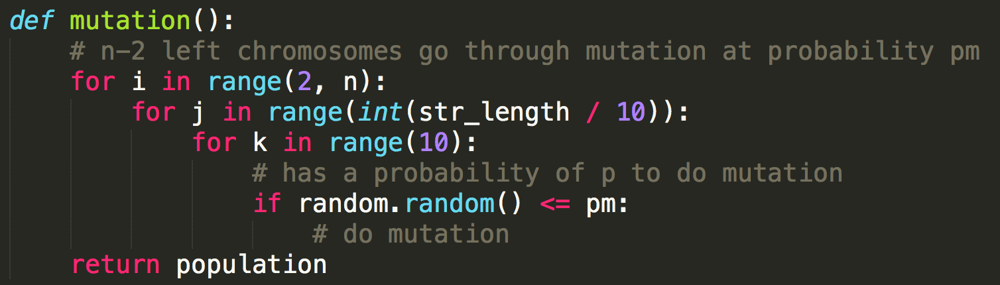 def mutation():
    # n-2 left chromosomes go through mutation at probability pm
    for i in range(2, n):
        for j in range(int(str_length / 10)):
            for k in range(10):
                # has a probability of p to do mutation
                if random.random() <= pm:
                    # do mutation
    return population